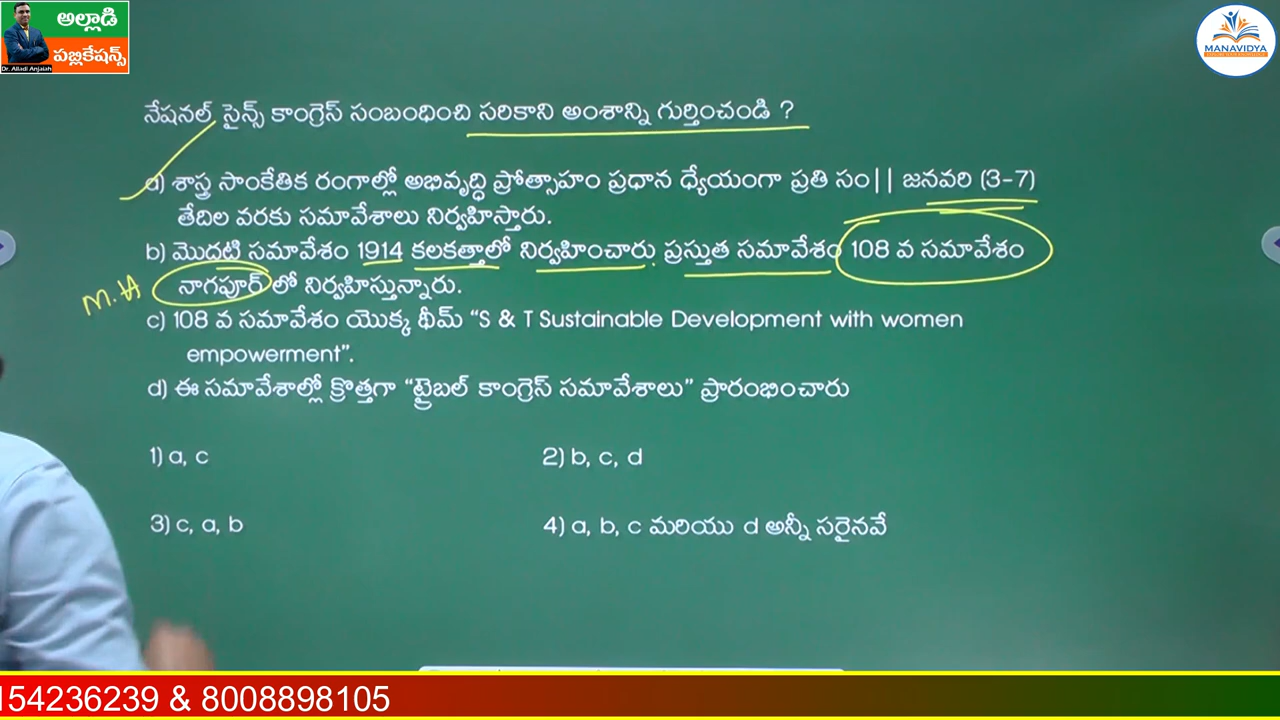 అల్లాడి
పబ్లికేషన్స్
Dr. Alladi Anjaiah
MANAVIDYA
నేషనల్ సైన్స్ కాంగ్రెస్ సంబంధించి సరికాని అంశాన్ని గుర్తించండి ?
a) శాస్త్ర సాంకేతిక రంగాల్లో అభివృద్ధి ప్రోత్సాహం ప్రధాన ధ్యేయంగా ప్రతి సం|| జనవరి (3-7)
తేదిల వరకు సమావేశాలు నిర్వహిస్తారు.
b) మొదటి సమావేశం 1914 కలకత్తాలో నిర్వహించారు. ప్రస్తుత సమావేశం 108 వ సమావేశం
నాగపూర్ లో నిర్వహిస్తున్నారు.
M.H
c) 108 వ సమావేశం యొక్క థీమ్ “S & T Sustainable Development with women
empowerment”.
d) ఈ సమావేశాల్లో క్రొత్తగా “ట్రైబల్ కాంగ్రెస్ సమావేశాలు” ప్రారంభించారు
1) a, c
2) b, c, d
3) c, a, b
4) a, b, c మరియు d అన్నీ సరైనవే
154236239 & 8008898105